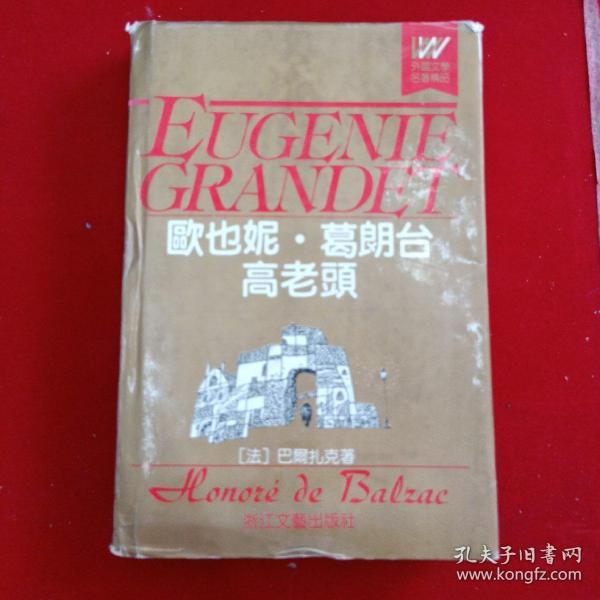 W
外國文學
名著精品
EUGENIE
GRANDET
歐也妮·葛朗台
高老頭
[法]巴爾扎克著
Honoré de Balzac
浙江文藝出版社
孔夫子旧书网
www.kongfz.com